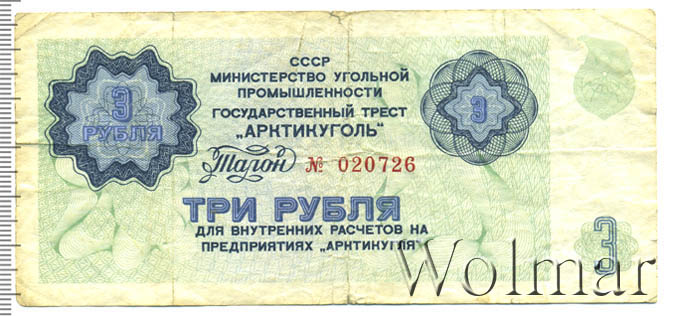 СССР
МИНИСТЕРСТВО УГОЛЬНОЙ
ПРОМЫШЛЕННОСТИ
ГОСУДАРСТВЕННЫЙ ТРЕСТ
„АРКТИКУГОЛЬ"
3
РУБЛЯ
3
Талон № 020726
ТРИ РУБЛЯ
ДЛЯ ВНУТРЕННИХ РАСЧЕТОВ НА
ПРЕДПРИЯТИЯХ „АРКТИКУГЛЯ"
3
Wolmar